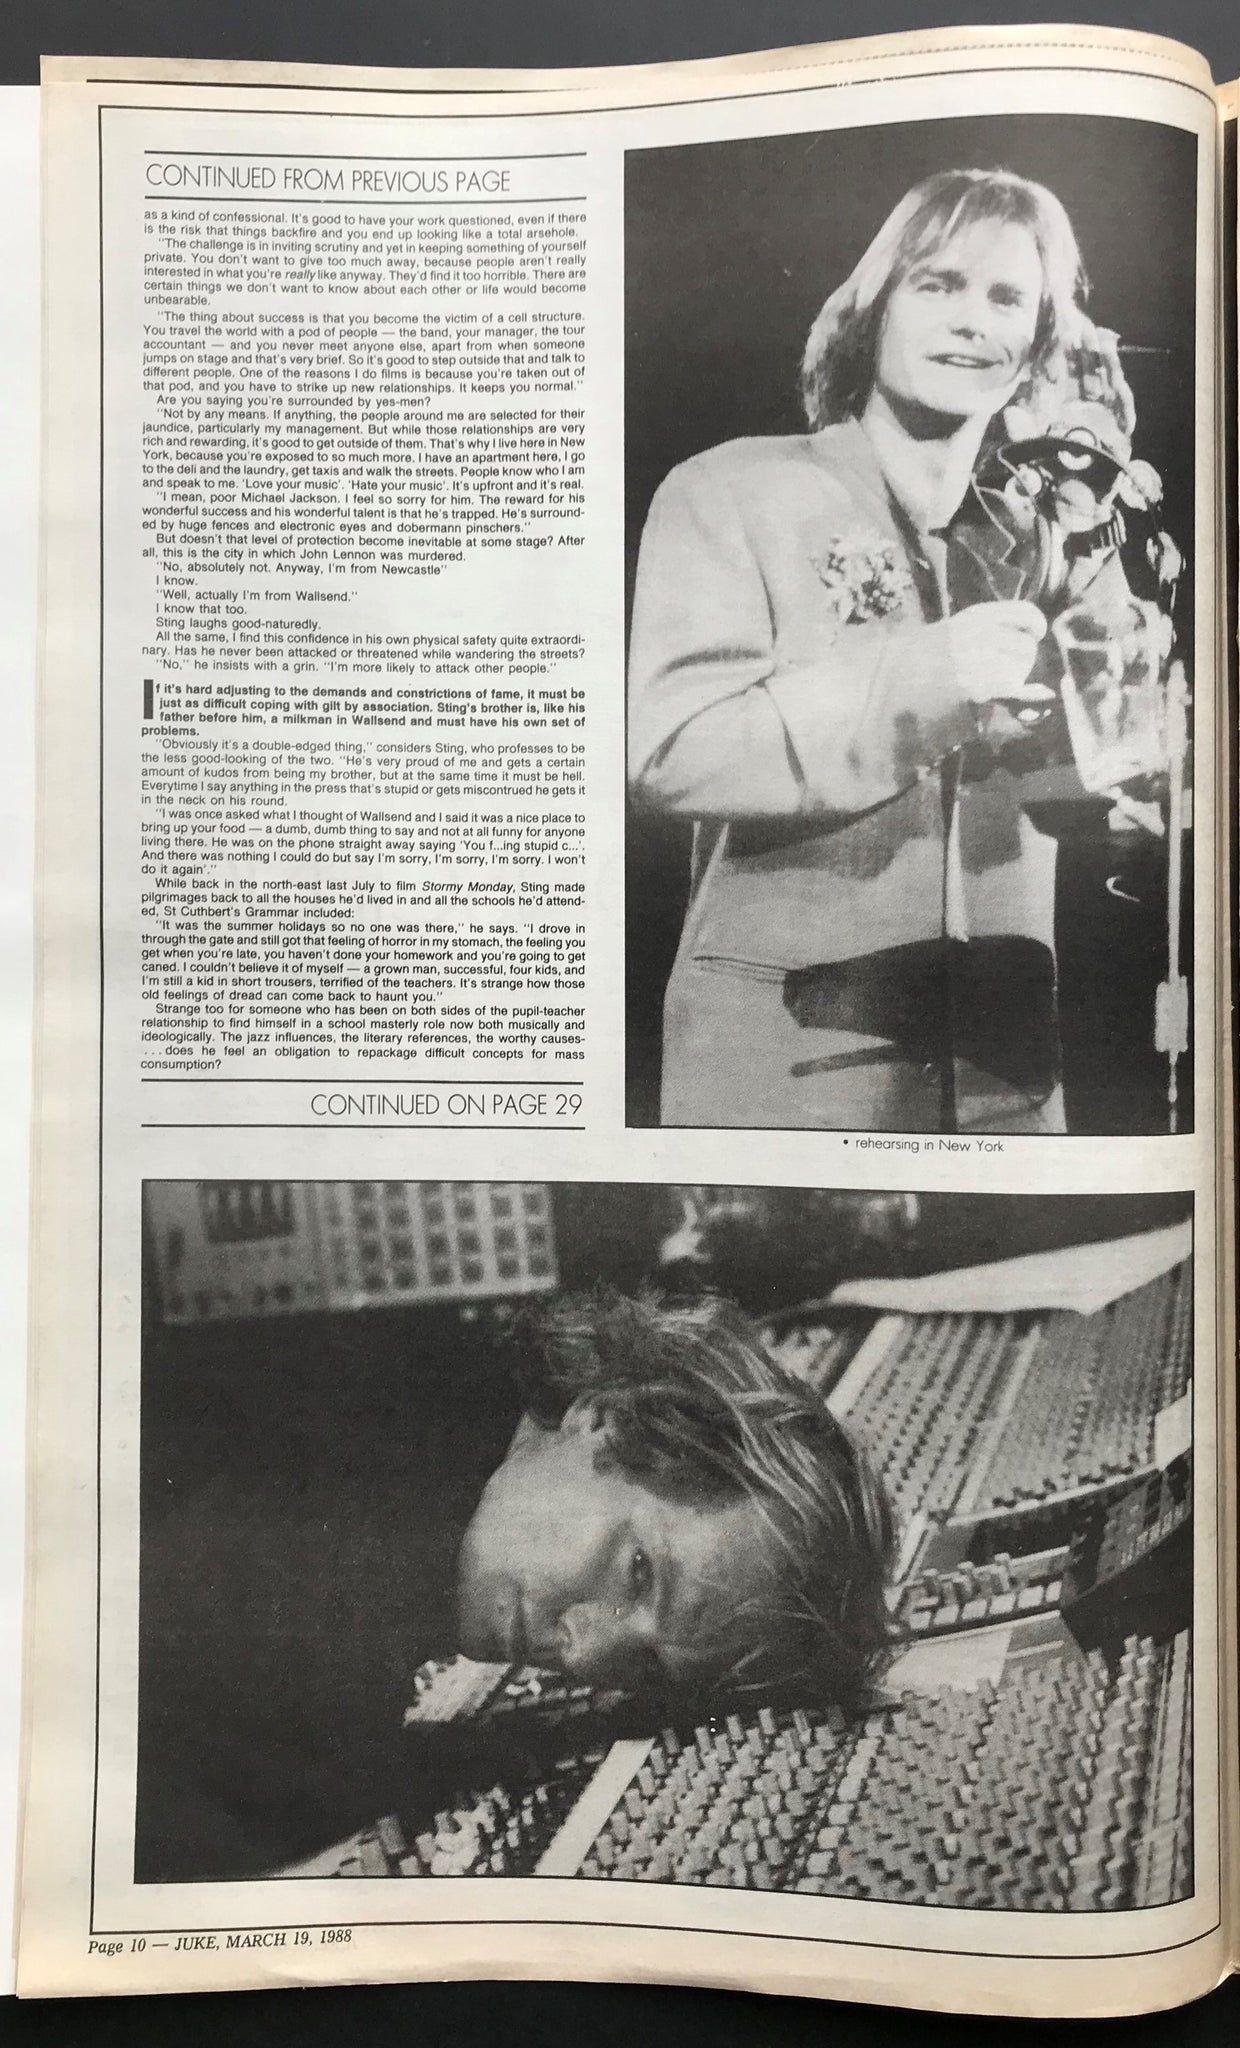 CONTINUED FROM PREVIOUS PAGE
as a kind of confessional. It's good to have your work questioned, even if there
is the risk that things backfire and you end up looking like a total arsehole.
"The challenge is in inviting scrutiny and yet in keeping something of yourself
private. You don't want to give too much away, because people aren't really
interested in what you're really like anyway. They'd find it too horrible. There are
certain things we don't want to know about each other or life would become
unbearable.
"The thing about success is that you become the victim of a cell structure.
You travel the world with a pod of people — the band, your manager, the tour
accountant — and you never meet anyone else, apart from when someone
jumps on stage and that's very brief. So it's good to step outside that and talk to
different people. One of the reasons I do films is because you're taken out of
that pod, and you have to strike up new relationships. It keeps you normal."
Are you saying you're surrounded by yes-men?
"Not by any means. If anything, the people around me are selected for their
jaundice, particularly my management. But while those relationships are very
rich and rewarding, it's good to get outside of them. That's why I live here in New
York, because you're exposed to so much more. I have an apartment here, I go
to the deli and the laundry, get taxis and walk the streets. People know who I am
and speak to me. 'Love your music'. 'Hate your music'. It's upfront and it's real.
"I mean, poor Michael Jackson. I feel so sorry for him. The reward for his
wonderful success and his wonderful talent is that he's trapped. He's surround-
ed by huge fences and electronic eyes and dobermann pinschers."
But doesn't that level of protection become inevitable at some stage? After
all, this is the city in which John Lennon was murdered.
"No, absolutely not. Anyway, I'm from Newcastle"
I know.
"Well, actually I'm from Wallsend."
I know that too.
Sting laughs good-naturedly.
All the same, I find this confidence in his own physical safety quite extraordi-
nary. Has he never been attacked or threatened while wandering the streets?
"No," he insists with a grin. "I'm more likely to attack other people."
If it's hard adjusting to the demands and constrictions of fame, it must be
just as difficult coping with gilt by association. Sting's brother is, like his
father before him, a milkman in Wallsend and must have his own set of
problems.
"Obviously it's a double-edged thing," considers Sting, who professes to be
the less good-looking of the two. "He's very proud of me and gets a certain
amount of kudos from being my brother, but at the same time it must be hell.
Everytime I say anything in the press that's stupid or gets miscontrued he gets it
in the neck on his round.
"I was once asked what I thought of Wallsend and I said it was a nice place to
bring up your food — a dumb, dumb thing to say and not at all funny for anyone
living there. He was on the phone straight away saying 'You f...ing stupid c...'.
And there was nothing I could do but say I'm sorry, I'm sorry, I'm sorry. I won't
do it again'."
While back in the north-east last July to film Stormy Monday, Sting made
pilgrimages back to all the houses he'd lived in and all the schools he'd attend-
ed, St Cuthbert's Grammar included:
"It was the summer holidays so no one was there," he says. "I drove in
through the gate and still got that feeling of horror in my stomach, the feeling you
get when you're late, you haven't done your homework and you're going to get
caned. I couldn't believe it of myself — a grown man, successful, four kids, and
I'm still a kid in short trousers, terrified of the teachers. It's strange how those
old feelings of dread can come back to haunt you."
Strange too for someone who has been on both sides of the pupil-teacher
relationship to find himself in a school masterly role now both musically and
ideologically. The jazz influences, the literary references, the worthy causes-
. . . does he feel an obligation to repackage difficult concepts for mass
consumption?
CONTINUED ON PAGE 29
• rehearsing in New York
Page 10 — JUKE, MARCH 19, 1988